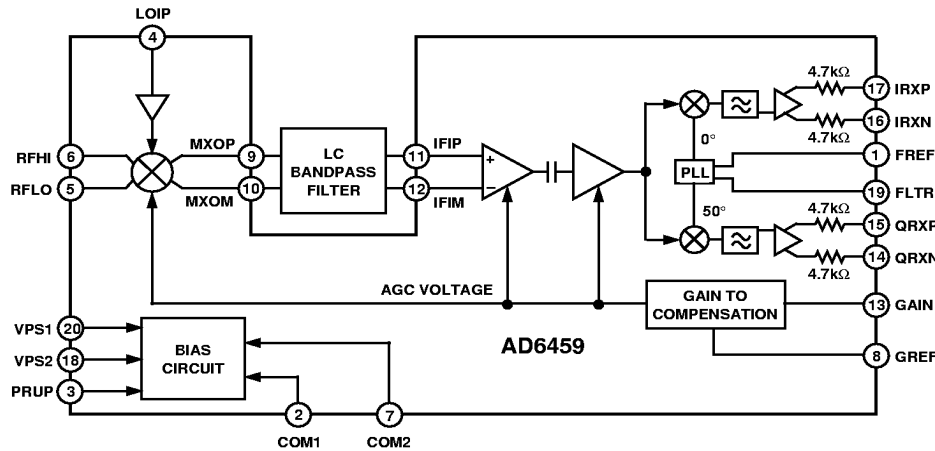 LOIP
4
RFHI 6
RFLO 5
MXOP 9
MXOM 10
LC
BANDPASS
FILTER
11 IFIP
12 IFIM
+
−
0°
PLL
50°
4.7kΩ
17 IRXP
16 IRXN
4.7kΩ
1 FREF
19 FLTR
4.7kΩ
15 QRXP
14 QRXN
4.7kΩ
AGC VOLTAGE
GAIN TO
COMPENSATION
13 GAIN
8 GREF
AD6459
VPS1 20
VPS2 18
PRUP 3
BIAS
CIRCUIT
2
COM1
7
COM2